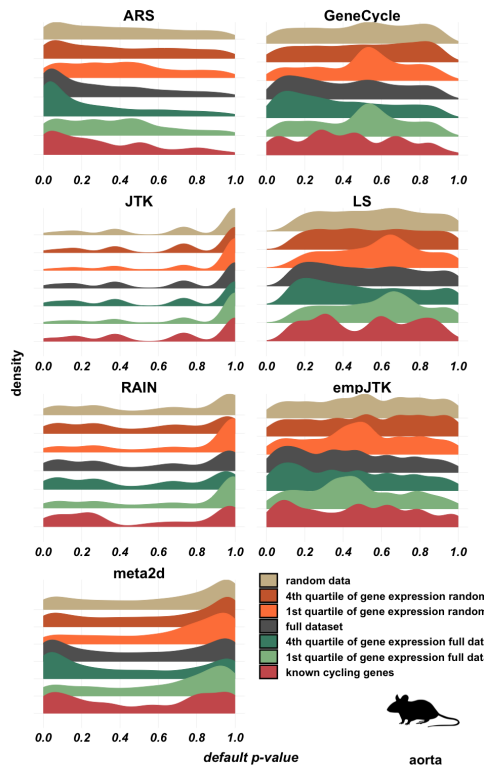 ARS
GeneCycle
0.0 0.2 0.4 0.6 0.8 1.0
0.0 0.2 0.4 0.6 0.8 1.0
JTK
LS
0.0 0.2 0.4 0.6 0.8 1.0
0.0 0.2 0.4 0.6 0.8 1.0
density
RAIN
empJTK
0.0 0.2 0.4 0.6 0.8 1.0
0.0 0.2 0.4 0.6 0.8 1.0
meta2d
0.0 0.2 0.4 0.6 0.8 1.0
random data
4th quartile of gene expression random
1st quartile of gene expression random
full dataset
4th quartile of gene expression full dat
1st quartile of gene expression full dat
known cycling genes
default p-value
aorta